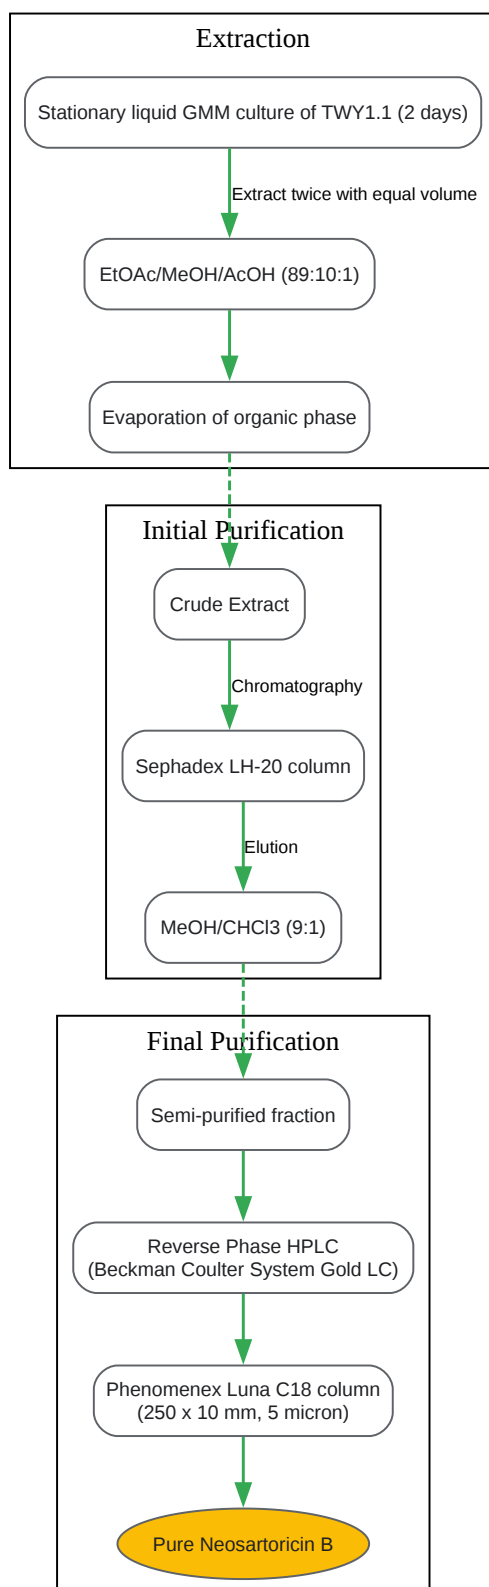 Extraction
Stationary liquid GMM culture of TWY1.1 (2 days)
Extract twice with equal volume
EtOAc/MeOH/AcOH (89:10:1)
Evaporation of organic phase
Initial Purification
Crude Extract
Chromatography
Sephadex LH-20 column
Elution
MeOH/CHCl3 (9:1)
Final Purification
Semi-purified fraction
Reverse Phase HPLC
(Beckman Coulter System Gold LC)
Phenomenex Luna C18 column
(250 x 10 mm, 5 micron)
Pure Neosartoricin B